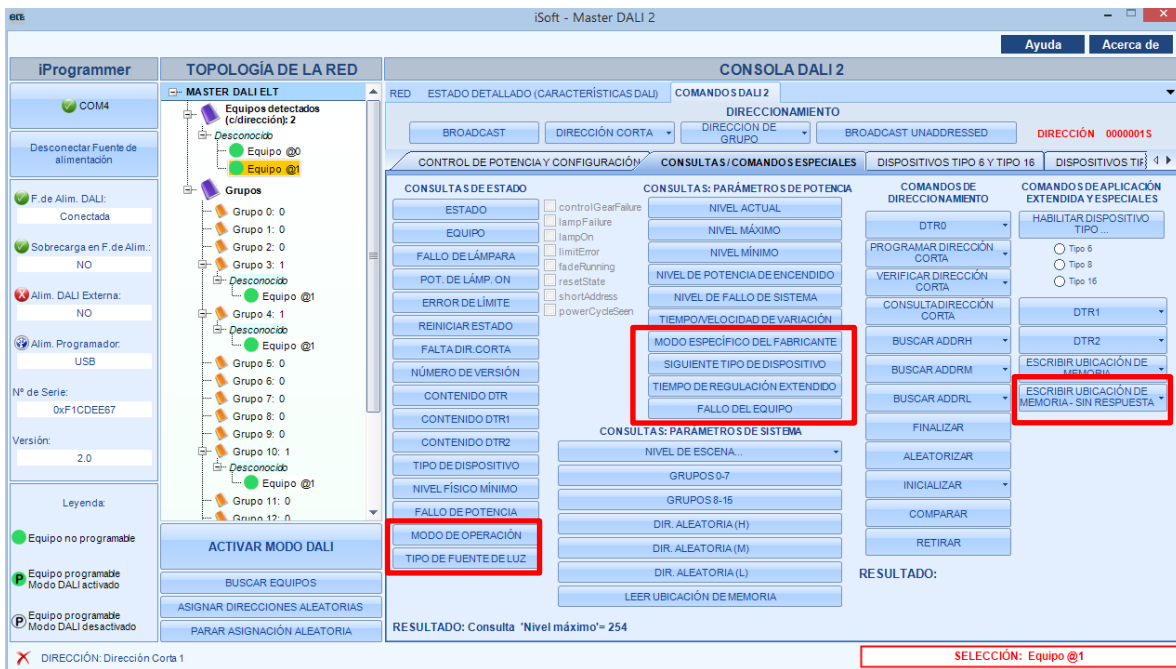 eLT
iSoft - Master DALI 2
Ayuda
Acerca de
iProgrammer
COM4
Desconectar Fuente de
alimentación
F.de Alim. DALI:
Conectada
Sobrecarga en F.de Alim.:
NO
Alim. DALI Externa:
NO
Alim. Programador:
USB
Nº de Serie:
0xF1CDEE67
Versión:
2.0
Leyenda:
Equipo no programable
P
Equipo programable
Modo DALI activado
P
Equipo programable
Modo DALI desactivado
TOPOLOGÍA DE LA RED
MASTER DALI ELT
Equipos detectados
(c/dirección): 2
Desconocido
Equipo @0
Equipo @1
Grupos
Grupo 0: 0
Grupo 1: 0
Grupo 2: 0
Grupo 3: 1
Desconocido
Equipo @1
Grupo 4: 1
Desconocido
Equipo @1
Grupo 5: 0
Grupo 6: 0
Grupo 7: 0
Grupo 8: 0
Grupo 9: 0
Grupo 10: 1
Desconocido
Equipo @1
Grupo 11: 0
Grupo 12: 0
ACTIVAR MODO DALI
BUSCAR EQUIPOS
ASIGNAR DIRECCIONES ALEATORIAS
PARAR ASIGNACIÓN ALEATORIA
CONSOLA DALI 2
RED
ESTADO DETALLADO (CARACTERÍSTICAS DALI)
COMANDOS DALI 2
DIRECCIONAMIENTO
BROADCAST
DIRECCIÓN CORTA
DIRECCIÓN DE
GRUPO
BROADCAST UNADDRESSED
DIRECCIÓN 0000001S
CONTROL DE POTENCIA Y CONFIGURACIÓN
CONSULTAS / COMANDOS ESPECIALES
DISPOSITIVOS TIPO 6 Y TIPO 16
DISPOSITIVOS TIF
CONSULTAS DE ESTADO
ESTADO
EQUIPO
FALLO DE LÁMPARA
POT. DE LÁMP. ON
ERROR DE LÍMITE
REINICIAR ESTADO
FALTA DIR.CORTA
NÚMERO DE VERSIÓN
CONTENIDO DTR
CONTENIDO DTR1
CONTENIDO DTR2
TIPO DE DISPOSITIVO
NIVEL FÍSICO MÍNIMO
FALLO DE POTENCIA
MODO DE OPERACIÓN
TIPO DE FUENTE DE LUZ
controlGearFailure
lampFailure
lampOn
limitError
fadeRunning
resetState
shortAddress
powerCycleSeen
CONSULTAS: PARÁMETROS DE POTENCIA
NIVEL ACTUAL
NIVEL MÁXIMO
NIVEL MÍNIMO
NIVEL DE POTENCIA DE ENCENDIDO
NIVEL DE FALLO DE SISTEMA
TIEMPO/VELOCIDAD DE VARIACIÓN
MODO ESPECÍFICO DEL FABRICANTE
SIGUIENTE TIPO DE DISPOSITIVO
TIEMPO DE REGULACIÓN EXTENDIDO
FALLO DEL EQUIPO
CONSULTAS: PARÁMETROS DE SISTEMA
NIVEL DE ESCENA...
GRUPOS 0-7
GRUPOS 8-15
DIR. ALEATORIA (H)
DIR. ALEATORIA (M)
DIR. ALEATORIA (L)
LEER UBICACIÓN DE MEMORIA
COMANDOS DE
DIRECCIONAMIENTO
DTR0
PROGRAMAR DIRECCIÓN
CORTA
VERIFICAR DIRECCIÓN
CORTA
CONSULTA DIRECCIÓN
CORTA
BUSCAR ADDRH
BUSCAR ADDRM
BUSCAR ADDRL
FINALIZAR
ALEATORIZAR
INICIALIZAR
COMPARAR
RETIRAR
COMANDOS DE APLICACIÓN
EXTENDIDA Y ESPECIALES
HABILITAR DISPOSITIVO
TIPO ...
Tipo 6
Tipo 8
Tipo 16
DTR1
DTR2
ESCRIBIR UBICACIÓN DE
MEMORIA
ESCRIBIR UBICACIÓN DE
MEMORIA - SIN RESPUESTA
RESULTADO:
RESULTADO: Consulta 'Nivel máximo'= 254
DIRECCIÓN: Dirección Corta 1
SELECCIÓN: Equipo @1